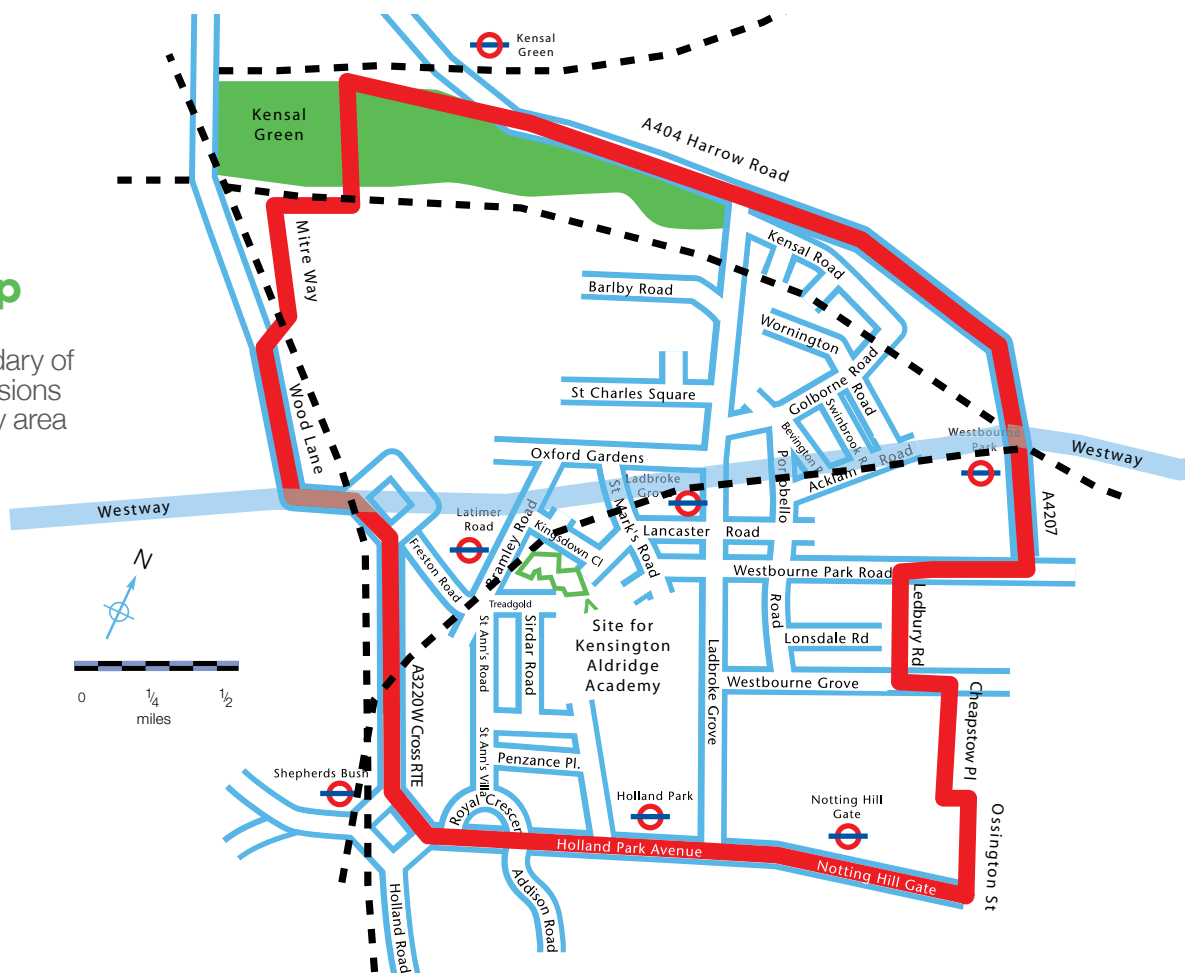 Kensal
Green
Kensal
Green
A404 Harrow Road
Mitre Way
Kensal Road
Barlby Road
Wornington
Road
p
dary of
sions
y area
Wood Lane
St Charles Square
Golborne Road
Swinbrook R
Bevington R
Portobello
Road
Acklam Road
Westbourne
Park
Westway
Oxford Gardens
Ladbroke
Gro
Westway
Latimer
Road
Bramley Road
St Mark's Road
Kingsdown Cl
Lancaster Road
A4207
Freston Road
N
Westbourne Park Road
Treadgold
St Ann's Road
Sirdar Road
Site for
Kensington
Aldridge
Academy
Ladbroke Grove
Lonsdale Rd
Ledbury Rd
Westbourne Grove
0 1/4 1/2
miles
A3220W Cross RTE
Cheapstow Pl
St Ann's Villa
Penzance Pl.
Shepherds Bush
Royal Crescen
Holland Park
Notting Hill
Gate
Ossington St
Holland Park Avenue
Notting Hill Gate
Holland Road
Addison Road